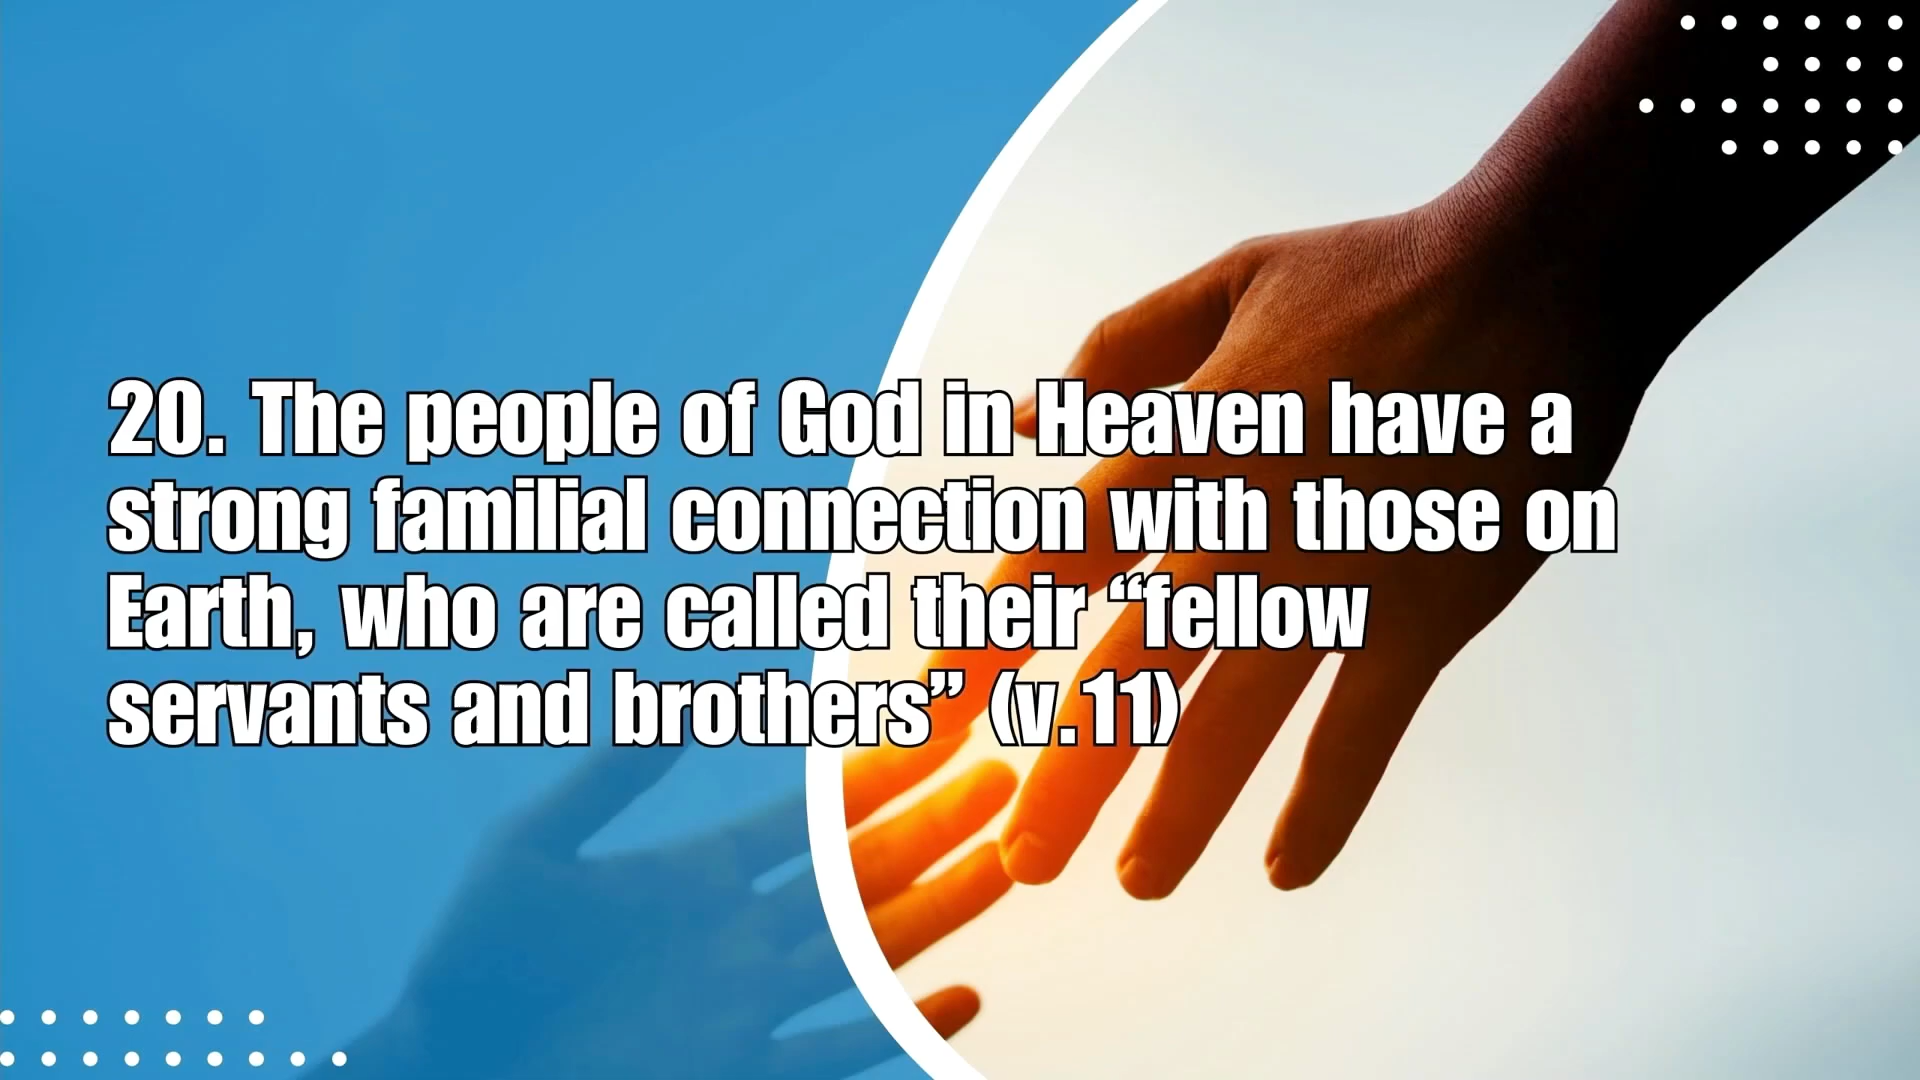 20. The people of God in Heaven have a
strong familial connection with those on
Earth, who are called their “fellow
servants and brothers” (v.11)